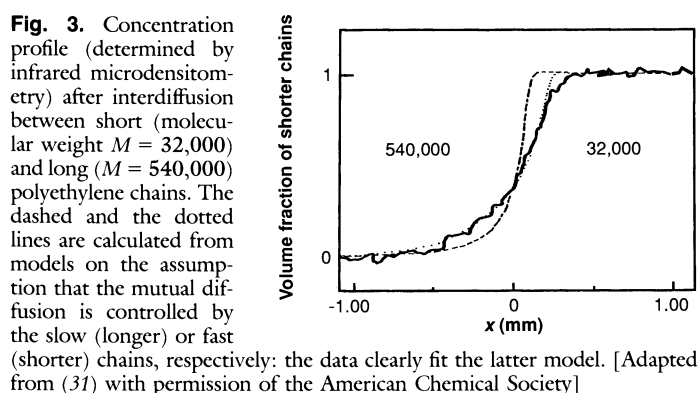 Fig. 3. Concentration
profile (determined by
infrared microdensitom-
etry) after interdiffusion
between short (molecu-
lar weight M = 32,000)
and long (M = 540,000)
polyethylene chains. The
dashed and the dotted
lines are calculated from
models on the assump-
tion that the mutual dif-
fusion is controlled by
the slow (longer) or fast
(shorter) chains, respectively: the data clearly fit the latter model. [Adapted
from (31) with permission of the American Chemical Society]
Volume fraction of shorter chains
1
0
540,000
32,000
-1.00
0
1.00
x (mm)